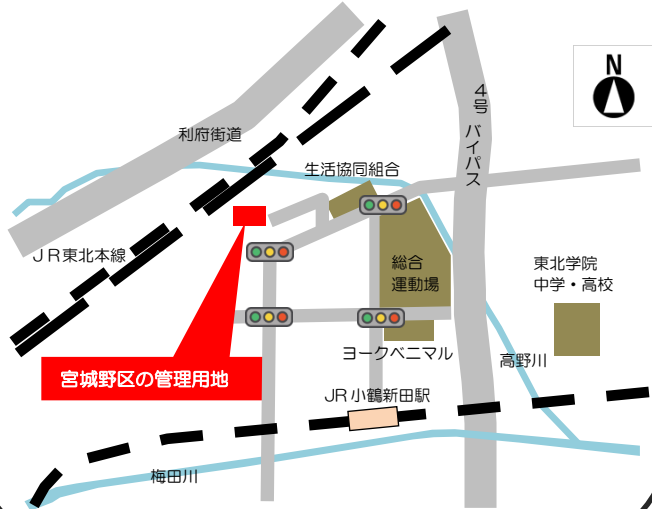 N
4号
バイパス
利府街道
生活協同組合
JR東北本線
総合
運動場
東北学院
中学・高校
ヨークベニマル
高野川
宮城野区の管理用地
JR小鶴新田駅
梅田川